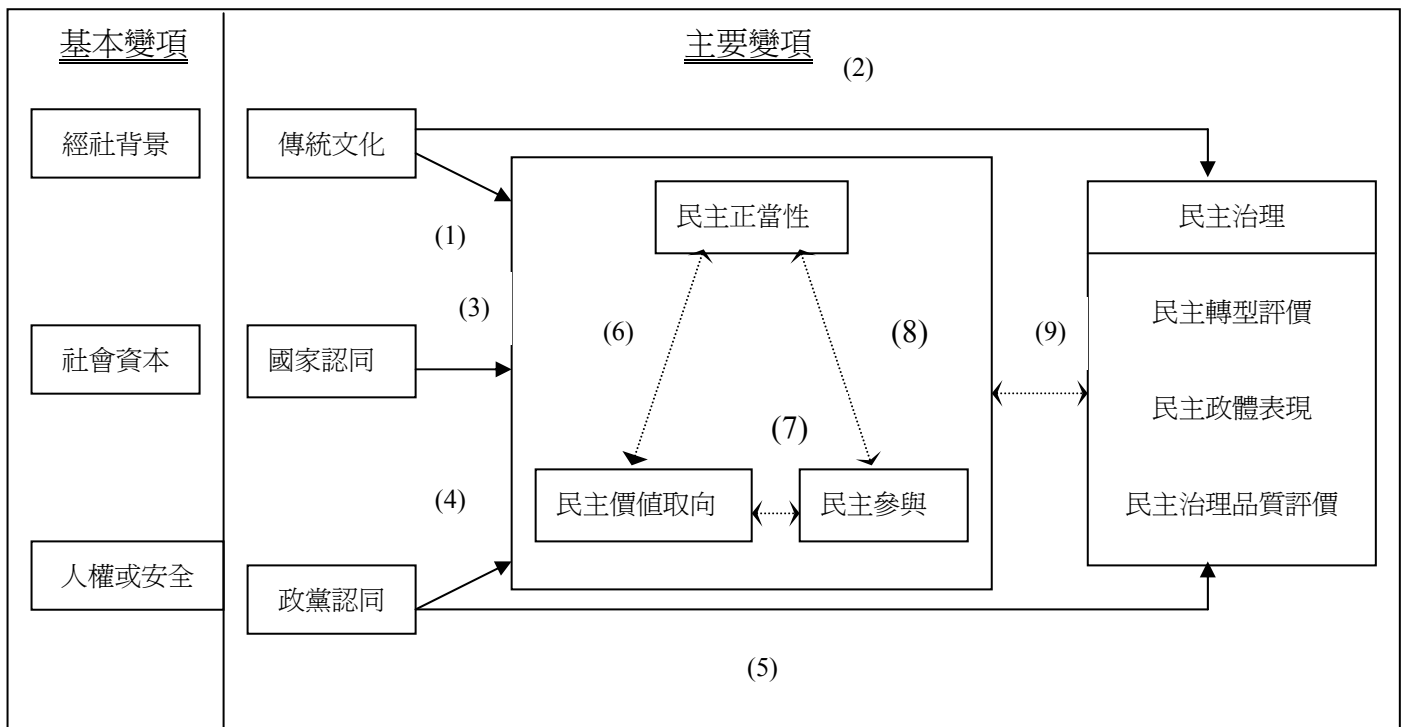 基本變項
主要變項
(2)
經社背景
傳統文化
民主正當性
民主治理
(1)
(3)
(6)
(8)
(9)
民主轉型評價
社會資本
國家認同
民主政體表現
(7)
(4)
民主價值取向
民主參與
民主治理品質評價
人權或安全
政黨認同
(5)